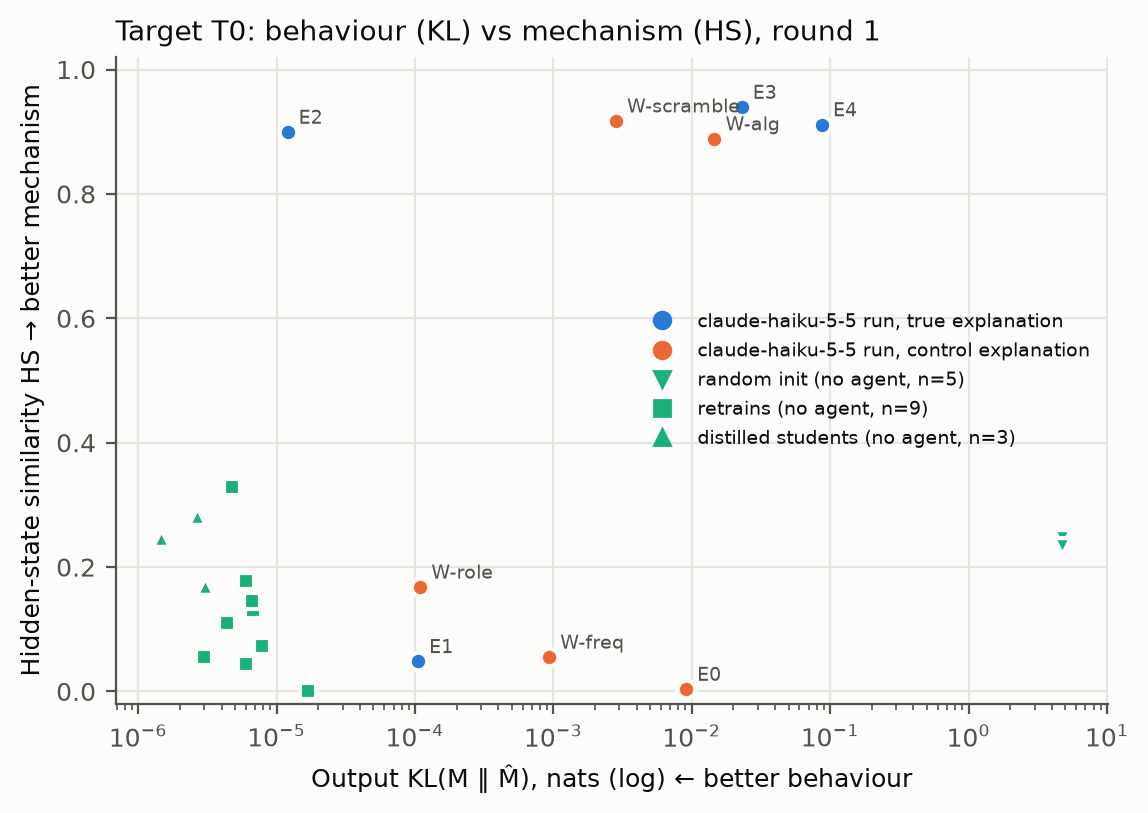 Target T0: behaviour (KL) vs mechanism (HS), round 1
Hidden-state similarity HS → better mechanism
1.0
0.8
0.6
0.4
0.2
0.0
E2
W-scramble
E3
W-alg
E4
claude-haiku-5-5 run, true explanation
claude-haiku-5-5 run, control explanation
random init (no agent, n=5)
retrains (no agent, n=9)
distilled students (no agent, n=3)
W-role
E1
W-freq
E0
10⁻⁶ 10⁻⁵ 10⁻⁴ 10⁻³ 10⁻² 10⁻¹ 10⁰ 10¹
Output KL(M ∥ M̂), nats (log) ← better behaviour